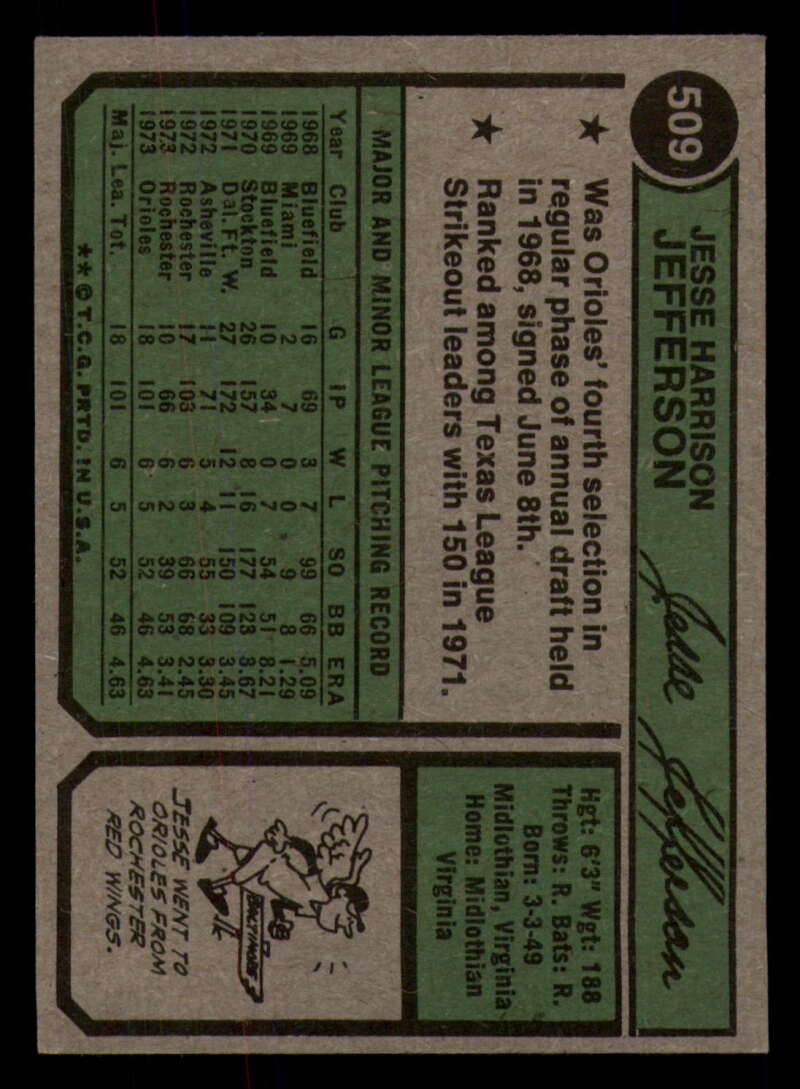 509
JESSE HARRISON
JEFFERSON
Jesse Jefferson
★ Was Orioles' fourth selection in
regular phase of annual draft held
in 1968, signed June 8th.
★ Ranked among Texas League
Strikeout leaders with 150 in 1971.
Hgt: 6'3" Wgt: 188
Throws: R. Bats: R.
Born: 3-3-49
Midlothian, Virginia
Home: Midlothian
Virginia
MAJOR AND MINOR LEAGUE PITCHING RECORD
Year Club G IP W L SO BB ERA
1968 Bluefield 16 69 3 7 99 66 5.09
1969 Miami 2 7 0 0 9 8 1.29
1969 Bluefield 10 34 0 7 54 51 8.21
1970 Stockton 26 157 8 16 177 123 3.67
1971 Dal. Ft. W. 27 172 12 11 150 109 3.45
1972 Asheville 11 71 5 4 55 33 3.30
1972 Rochester 17 103 6 3 66 68 2.45
1973 Rochester 10 66 6 2 39 53 3.41
1973 Orioles 18 101 6 5 52 46 4.63
Maj. Lea. Tot. 18 101 6 5 52 46 4.63
**© T.C.G. PRTD. IN U.S.A.
BALTIMORE
JESSE WENT TO
ORIOLES FROM
ROCHESTER
RED WINGS.